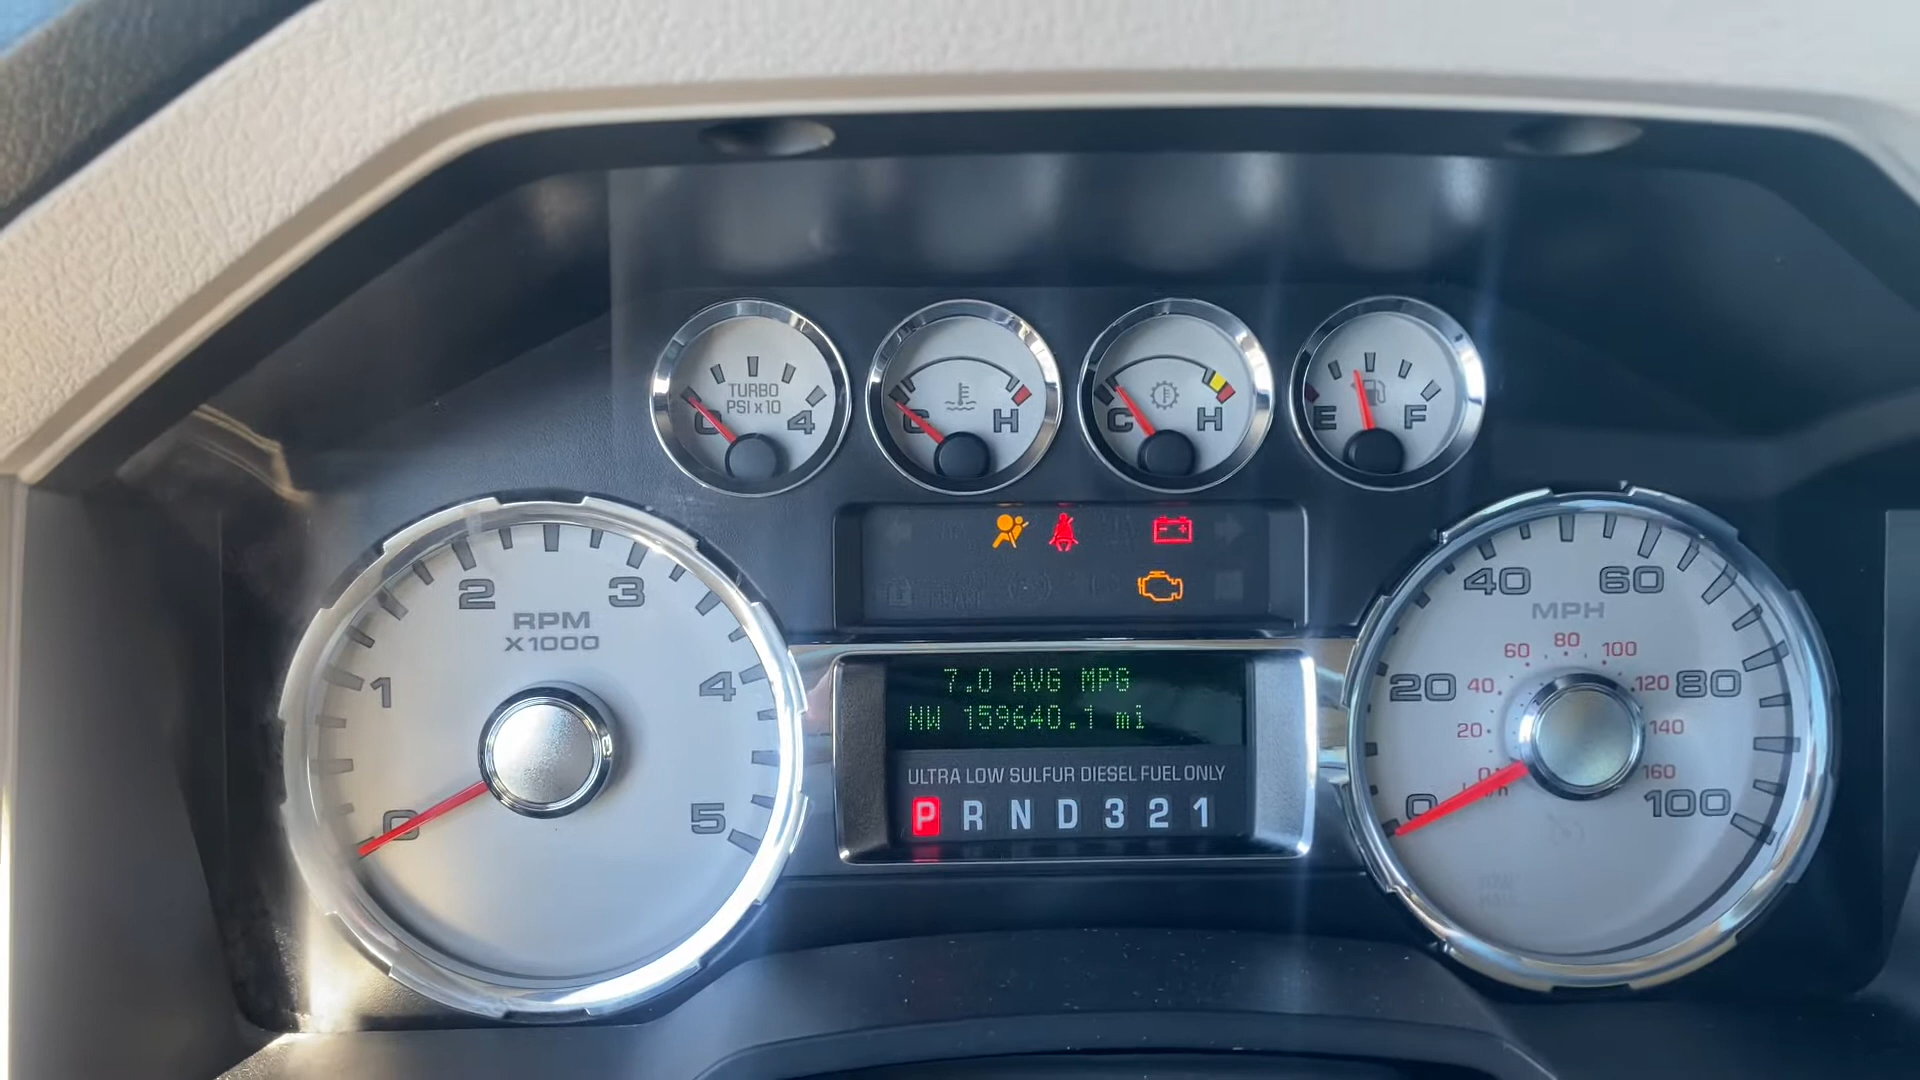 TURBO
PSI x 10
0 4
C H
C H
E F
RPM
X1000
0 1 2 3 4 5
7.0 AVG MPG
NW 159640.1 mi
ULTRA LOW SULFUR DIESEL FUEL ONLY
P R N D 3 2 1
MPH
0 20 40 60 80 100
0 20 40 60 80 100 120 140 160